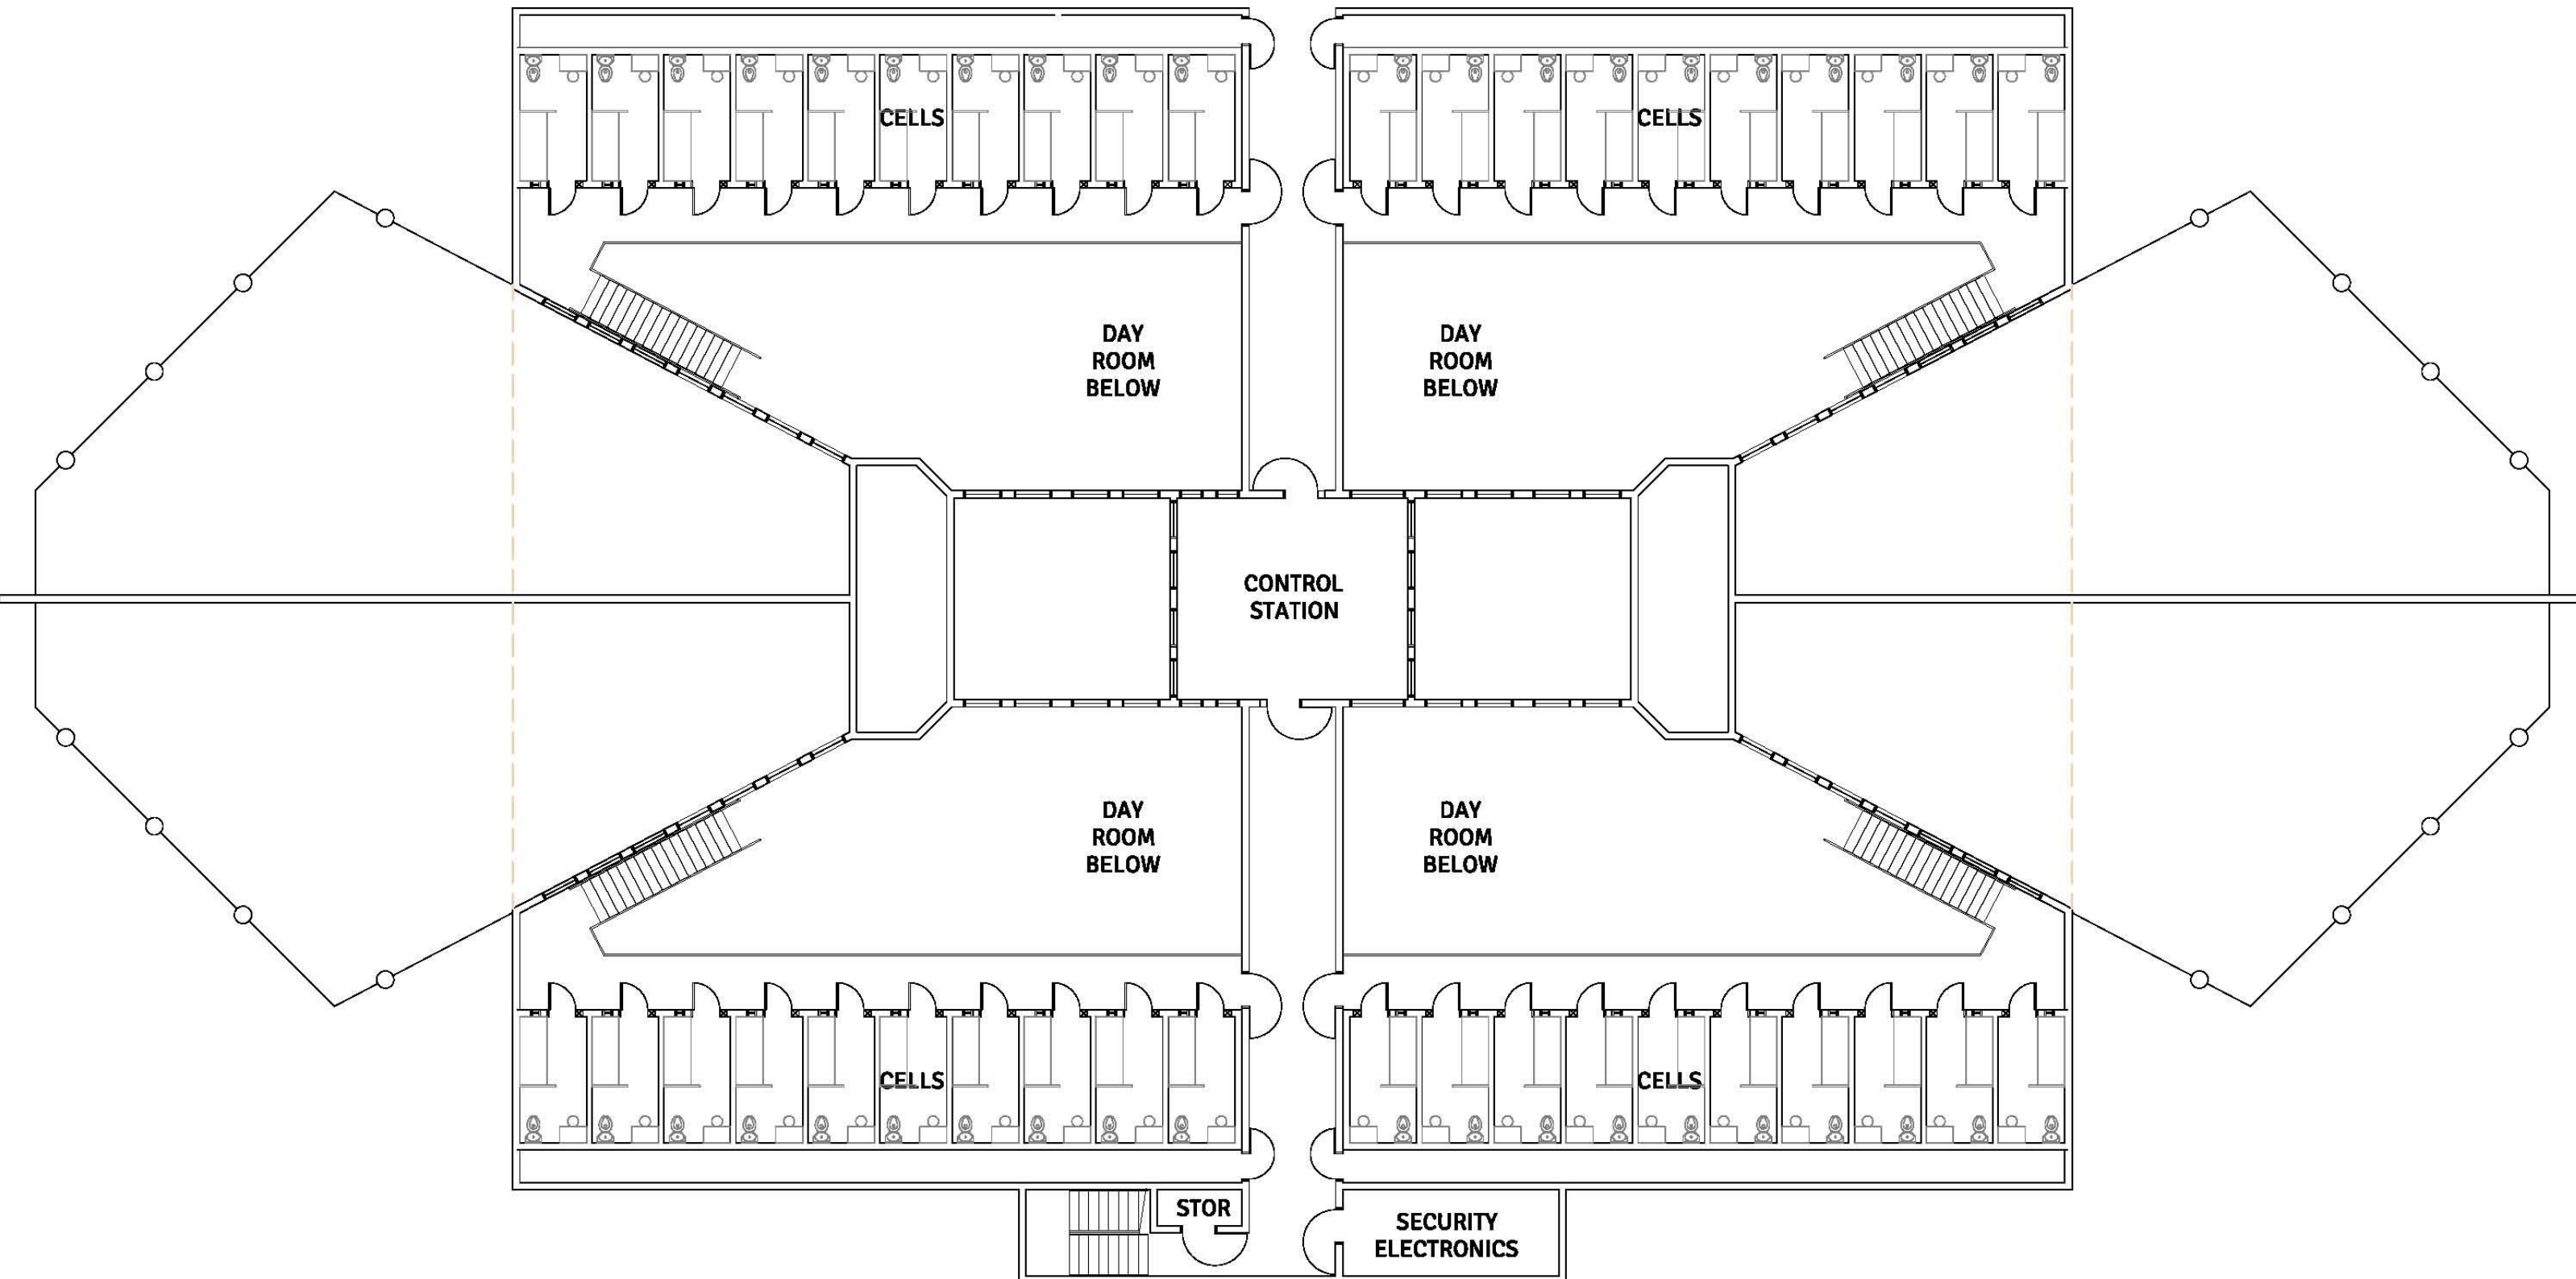 CELLS
CELLS
DAY
ROOM
BELOW
DAY
ROOM
BELOW
CONTROL
STATION
DAY
ROOM
BELOW
DAY
ROOM
BELOW
CELLS
CELLS
STOR
SECURITY
ELECTRONICS